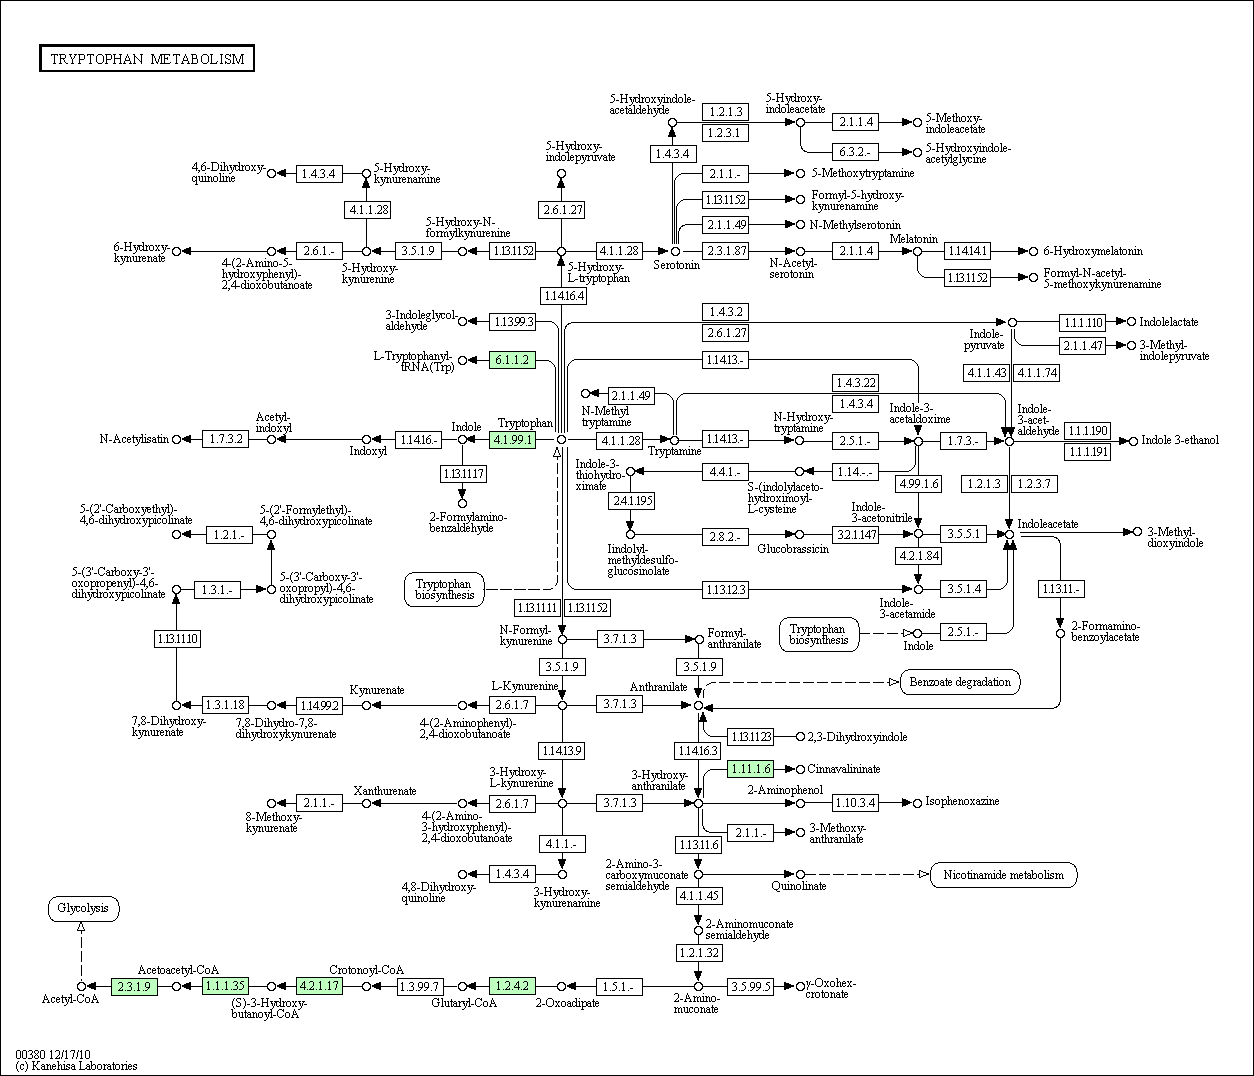 TRYPTOPHAN METABOLISM
5-Hydroxyindole-
acetaldehyde
1.2.1.3
1.2.3.1
5-Hydroxy-
indoleacetate
2.1.1.4
5-Methoxy-
indoleacetate
1.4.3.4
6.3.2.-
5-Hydroxyindole-
acetylglycine
4,6-Dihydroxy-
quinoline
1.4.3.4
5-Hydroxy-
kynurenamine
5-Hydroxy-
indolepyruvate
2.1.1.-
5-Methoxytryptamine
4.1.1.28
2.6.1.27
1.13.11.52
Formyl-5-hydroxy-
kynurenamine
2.1.1.49
N-Methylserotonin
6-Hydroxy-
kynurenate
2.6.1.-
3.5.1.9
5-Hydroxy-N-
formylkynurenine
1.13.11.52
4.1.1.28
2.3.1.87
2.1.1.4
Melatonin
1.14.14.1
6-Hydroxymelatonin
4-(2-Amino-5-
hydroxyphenyl)-
2,4-dioxobutanoate
5-Hydroxy-
kynurenine
5-Hydroxy-
L-tryptophan
Serotonin
N-Acetyl-
serotonin
1.13.11.52
Formyl-N-acetyl-
5-methoxykynurenamine
1.14.16.4
3-Indoleglycol-
aldehyde
1.13.99.3
1.4.3.2
2.6.1.27
Indole-
pyruvate
1.1.1.110
Indolelactate
2.1.1.47
3-Methyl-
indolepyruvate
L-Tryptophanyl-
tRNA(Trp)
6.1.1.2
1.14.13.-
4.1.1.43
4.1.1.74
2.1.1.49
N-Methyl
tryptamine
1.4.3.22
1.4.3.4
N-Acetylisatin
1.7.3.2
Acetyl-
indoxyl
Indoxyl
1.14.16.-
Indole
4.1.99.1
Tryptophan
4.1.1.28
Tryptamine
1.14.13.-
N-Hydroxy-
tryptamine
2.5.1.-
Indole-3-
acetaldoxime
1.7.3.-
Indole-
3-acet-
aldehyde
1.1.1.190
1.1.1.191
Indole 3-ethanol
1.13.11.17
2-Formylamino-
benzaldehyde
Indole-3-
thiohydro-
ximate
4.4.1.-
1.14.-.-
S-(indolylaceto-
hydroximoyl-
L-cysteine
4.99.1.6
1.2.1.3
1.2.3.7
2.4.1.195
5-(2'-Carboxyethyl)-
4,6-dihydroxypicolinate
1.2.1.-
5-(2'-Formylethyl)-
4,6-dihydroxypicolinate
Iindolyl-
methyldesulfo-
glucosinolate
2.8.2.-
Glucobrassicin
3.2.1.147
Indole-
3-acetonitrile
3.5.5.1
Indoleacetate
3-Methyl-
dioxyindole
4.2.1.84
5-(3'-Carboxy-3'-
oxopropenyl)-4,6-
dihydroxypicolinate
1.3.1.-
5-(3'-Carboxy-3'-
oxopropyl)-4,6-
dihydroxypicolinate
Tryptophan
biosynthesis
1.13.12.3
Indole-
3-acetamide
3.5.1.4
1.13.11.-
1.13.11.11
1.13.11.52
1.13.11.10
N-Formyl-
kynurenine
3.7.1.3
Formyl-
anthranilate
Tryptophan
biosynthesis
Indole
2.5.1.-
2-Formamino-
benzoylacetate
3.5.1.9
3.5.1.9
Benzoate degradation
7,8-Dihydroxy-
kynurenate
1.3.1.18
7,8-Dihydro-7,8-
dihydroxykynurenate
1.14.99.2
Kynurenate
4-(2-Aminophenyl)-
2,4-dioxobutanoate
2.6.1.7
L-Kynurenine
3.7.1.3
Anthranilate
1.13.11.23
2,3-Dihydroxyindole
1.14.13.9
1.14.16.3
1.11.1.6
Cinnavalininate
8-Methoxy-
kynurenate
2.1.1.-
Xanthurenate
4-(2-Amino-
3-hydroxyphenyl)-
2,4-dioxobutanoate
2.6.1.7
3-Hydroxy-
L-kynurenine
3.7.1.3
3-Hydroxy-
anthranilate
2-Aminophenol
1.10.3.4
Isophenoxazine
2.1.1.-
3-Methoxy-
anthranilate
4.1.1.-
1.13.11.6
4,8-Dihydroxy-
quinoline
1.4.3.4
3-Hydroxy-
kynurenamine
2-Amino-3-
carboxymuconate
semialdehyde
Quinolinate
Nicotinamide metabolism
4.1.1.45
Glycolysis
2-Aminomuconate
semialdehyde
1.2.1.32
Acetyl-CoA
2.3.1.9
Acetoacetyl-CoA
1.1.1.35
(S)-3-Hydroxy-
butanoyl-CoA
4.2.1.17
Crotonoyl-CoA
1.3.99.7
Glutaryl-CoA
1.2.4.2
2-Oxoadipate
1.5.1.-
2-Amino-
muconate
3.5.99.5
γ-Oxohex-
crotonate
00380 12/17/10
(c) Kanehisa Laboratories